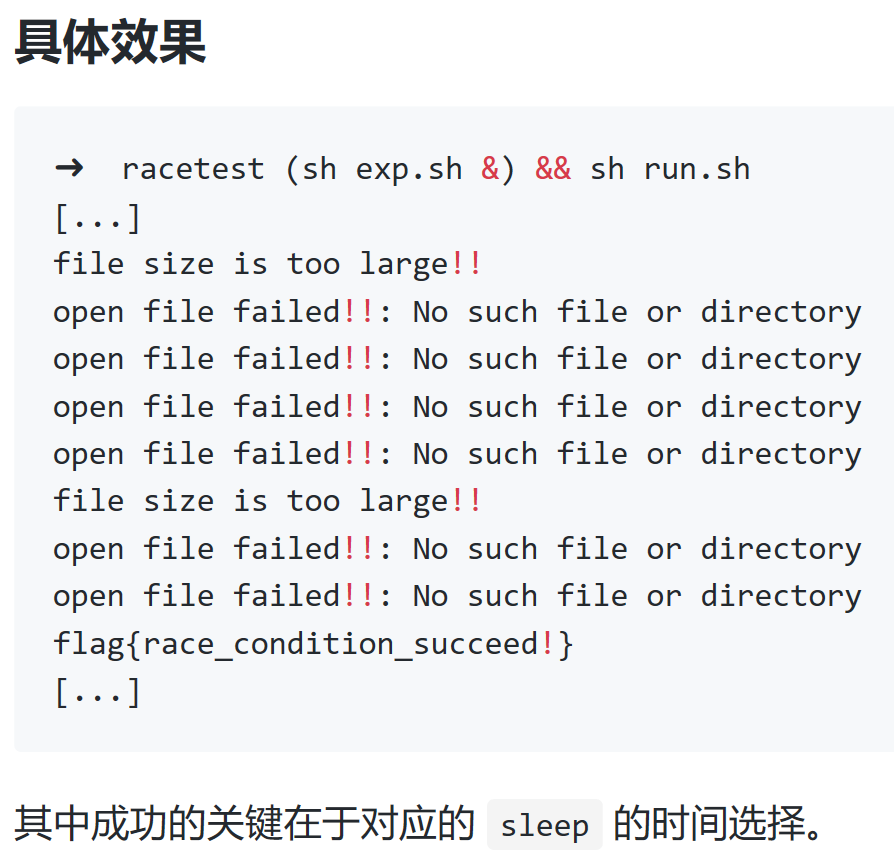 具体效果
➜  racetest (sh exp.sh &) && sh run.sh
[...]
file size is too large!!
open file failed!!: No such file or directory
open file failed!!: No such file or directory
open file failed!!: No such file or directory
open file failed!!: No such file or directory
file size is too large!!
open file failed!!: No such file or directory
open file failed!!: No such file or directory
flag{race_condition_succeed!}
[...]
其中成功的关键在于对应的 sleep 的时间选择。